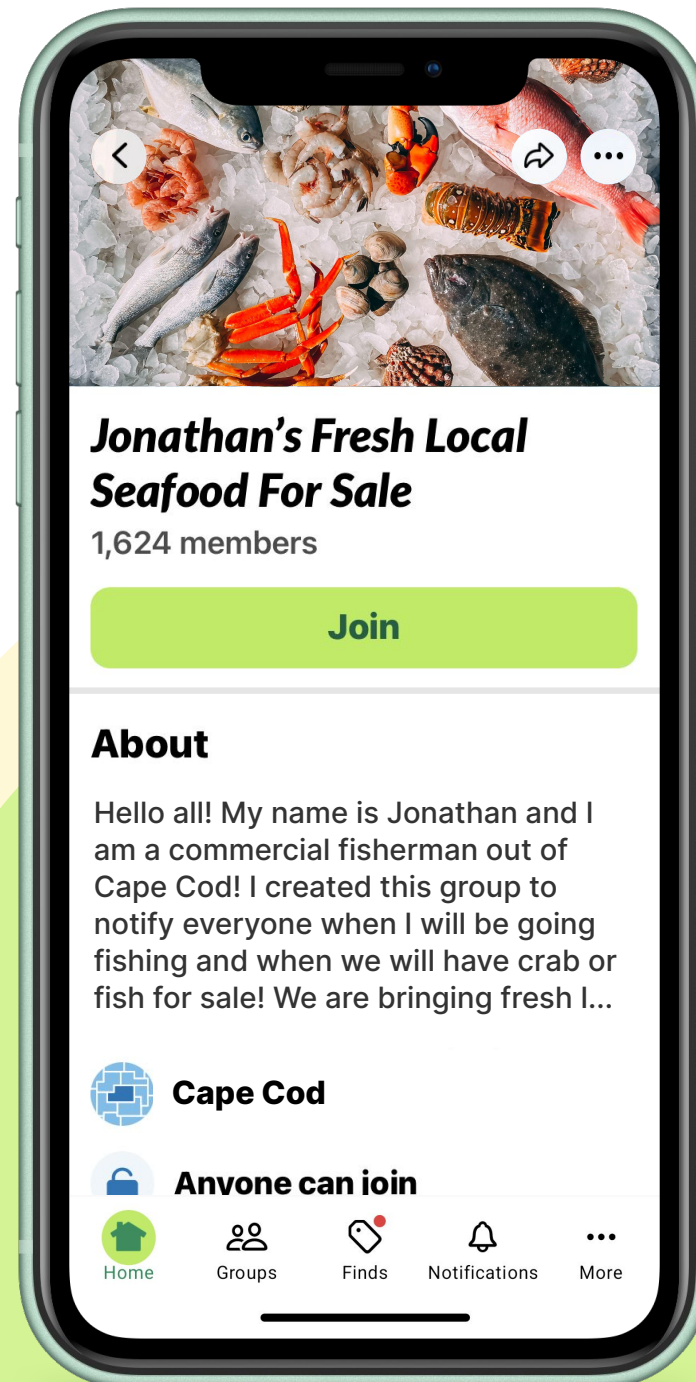 Jonathan’s Fresh Local
Seafood For Sale
1,624 members
Join
About
Hello all! My name is Jonathan and I
am a commercial fisherman out of
Cape Cod! I created this group to
notify everyone when I will be going
fishing and when we will have crab or
fish for sale! We are bringing fresh l...
Cape Cod
Anyone can join
Home
Groups
Finds
Notifications
More